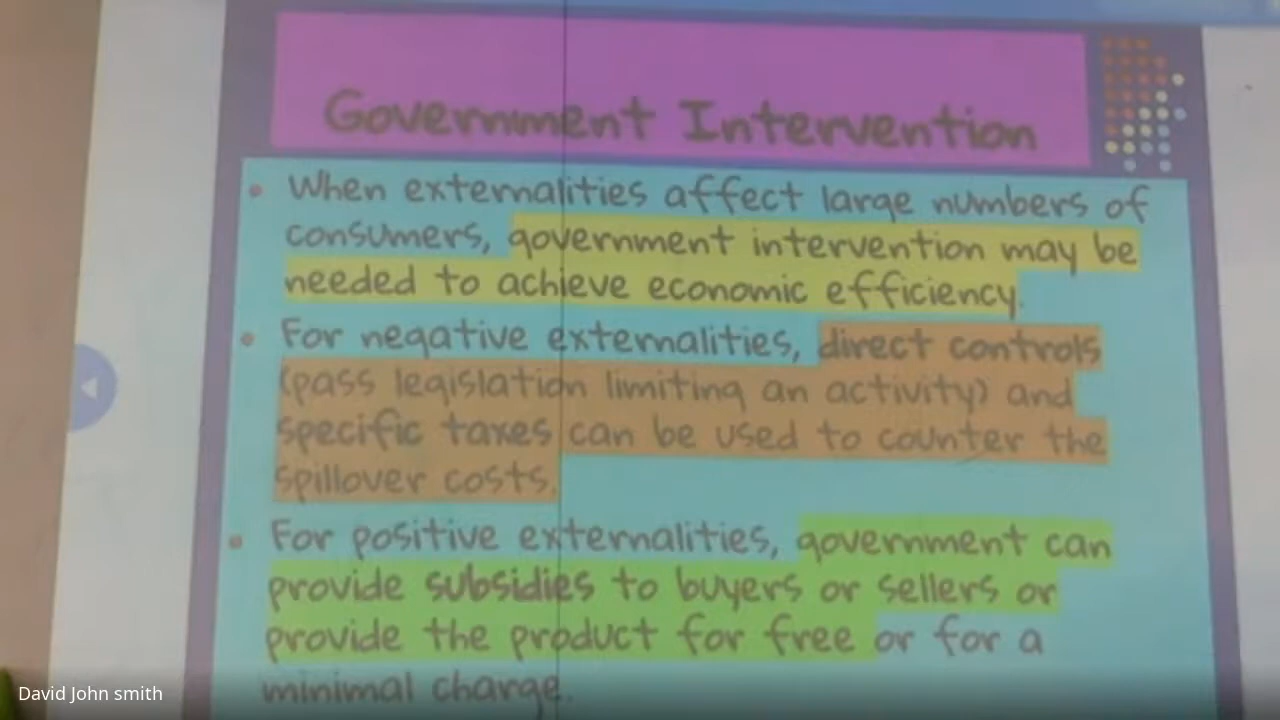 Government Intervention
• When externalities affect large numbers of
consumers, government intervention may be
needed to achieve economic efficiency.
• For negative externalities, direct controls
(pass legislation limiting an activity) and
specific taxes can be used to counter the
spillover costs.
• For positive externalities, government can
provide subsidies to buyers or sellers or
provide the product for free or for a
minimal charge.
David John smith